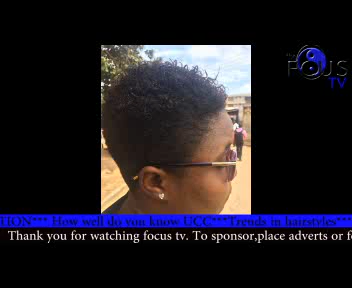 FOCUS
TV
TION*** How well do you know UCC***Trends in hairstyles***
Thank you for watching focus tv. To sponsor,place adverts or f